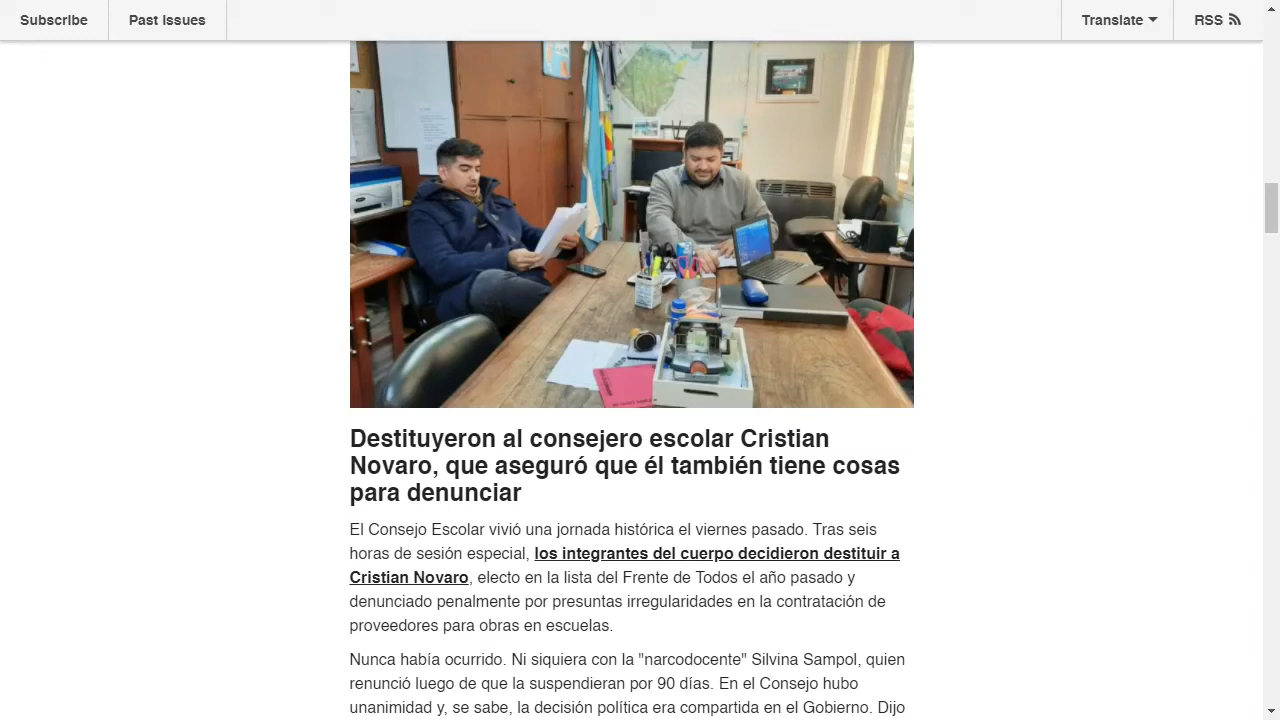 Subscribe
Past Issues
Translate
RSS
Destituyeron al consejero escolar Cristian
Novaro, que aseguró que él también tiene cosas
para denunciar
El Consejo Escolar vivió una jornada histórica el viernes pasado. Tras seis
horas de sesión especial, los integrantes del cuerpo decidieron destituir a
Cristian Novaro, electo en la lista del Frente de Todos el año pasado y
denunciado penalmente por presuntas irregularidades en la contratación de
proveedores para obras en escuelas.
Nunca había ocurrido. Ni siquiera con la "narcodocente" Silvina Sampol, quien
renunció luego de que la suspendieran por 90 días. En el Consejo hubo
unanimidad y, se sabe, la decisión política era compartida en el Gobierno. Dijo